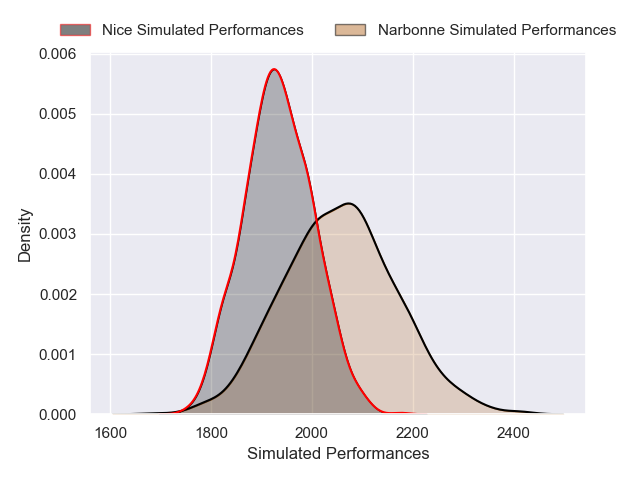 Nice Simulated Performances Narbonne Simulated Performances
0.006
0.005
0.004
0.003
0.002
0.001
0.000
Density
1600 1800 2000 2200 2400
Simulated Performances